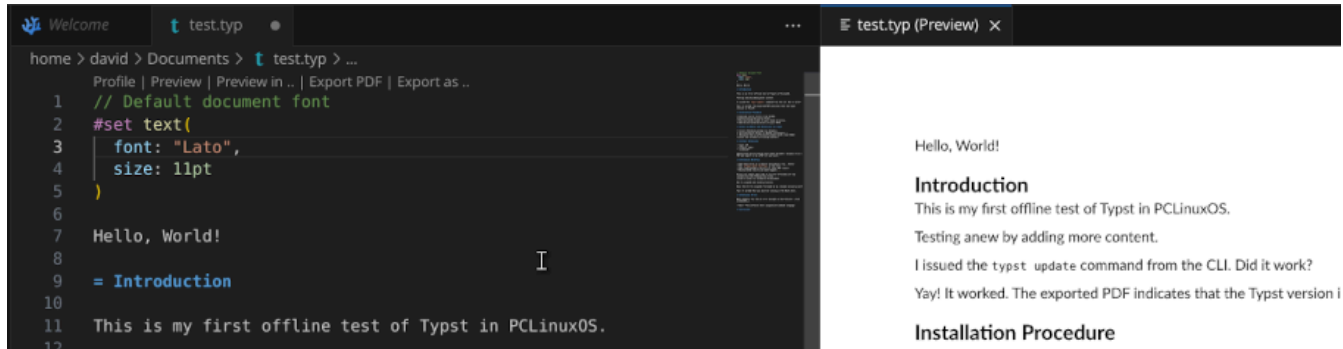 Welcome
test.typ
test.typ (Preview)
home > david > Documents > test.typ > ...
Profile | Preview | Preview in .. | Export PDF | Export as ..
1 // Default document font
2 #set text(
3 font: "Lato",
4 size: 11pt
5 )
6
7 Hello, World!
8
9 = Introduction
10
11 This is my first offline test of Typst in PCLinuxOS.
12
Hello, World!
Introduction
This is my first offline test of Typst in PCLinuxOS.
Testing anew by adding more content.
I issued the typst update command from the CLI. Did it work?
Yay! It worked. The exported PDF indicates that the Typst version i
Installation Procedure